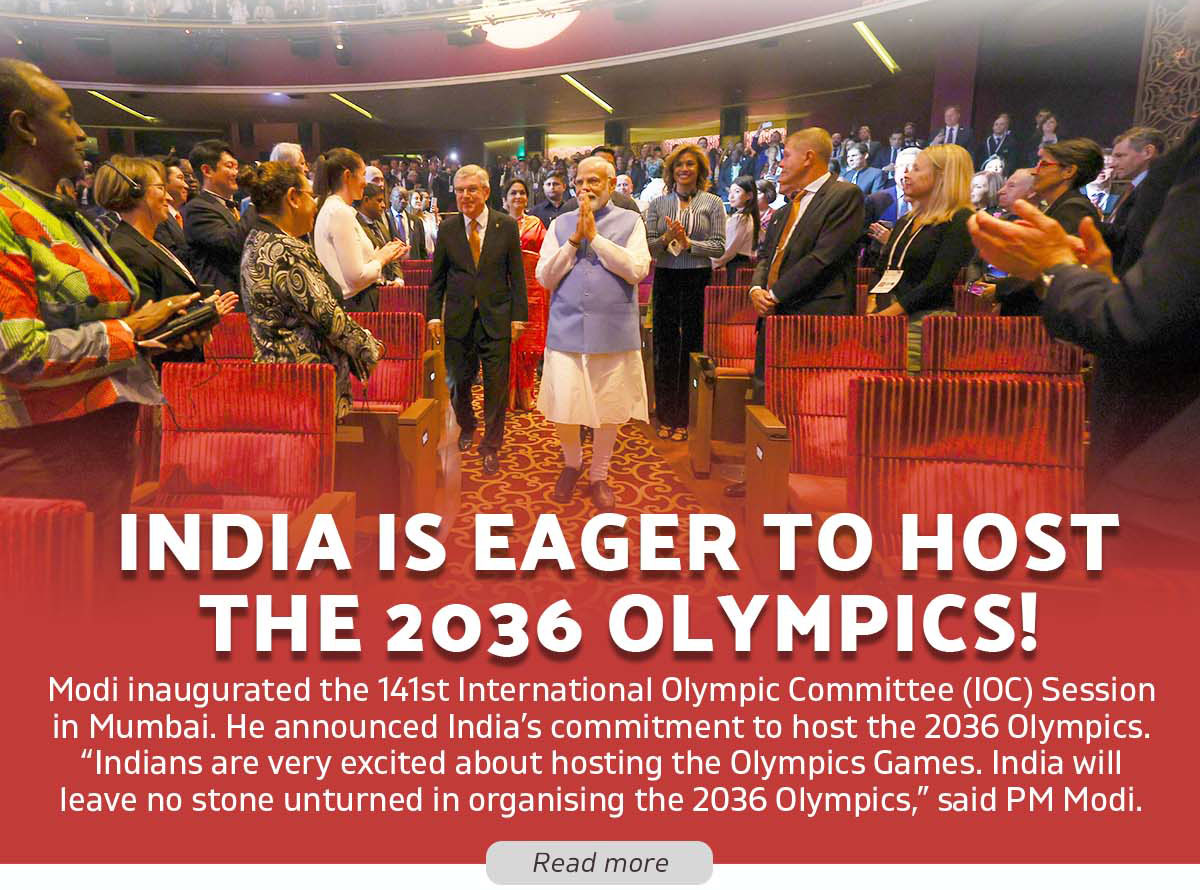 INDIA IS EAGER TO HOST
THE 2036 OLYMPICS!
Modi inaugurated the 141st International Olympic Committee (IOC) Session
in Mumbai. He announced India’s commitment to host the 2036 Olympics.
“Indians are very excited about hosting the Olympics Games. India will
leave no stone unturned in organising the 2036 Olympics,” said PM Modi.
Read more